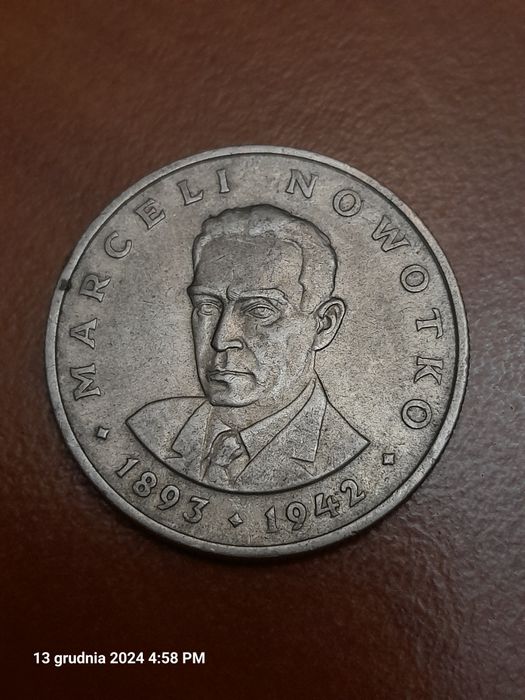 MARCELI NOWOTKO
1893 ⬥ 1942
13 grudnia 2024 4:58 PM